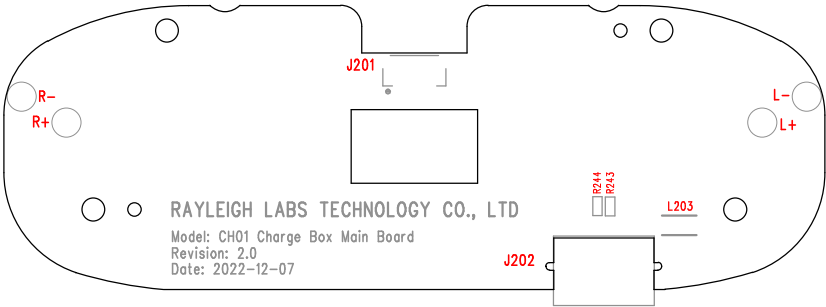 J201
R-
L-
R+
L+
R244
R243
L203
RAYLEIGH LABS TECHNOLOGY CO., LTD
Model: CH01 Charge Box Main Board
Revision: 2.0
J202
Date: 2022-12-07